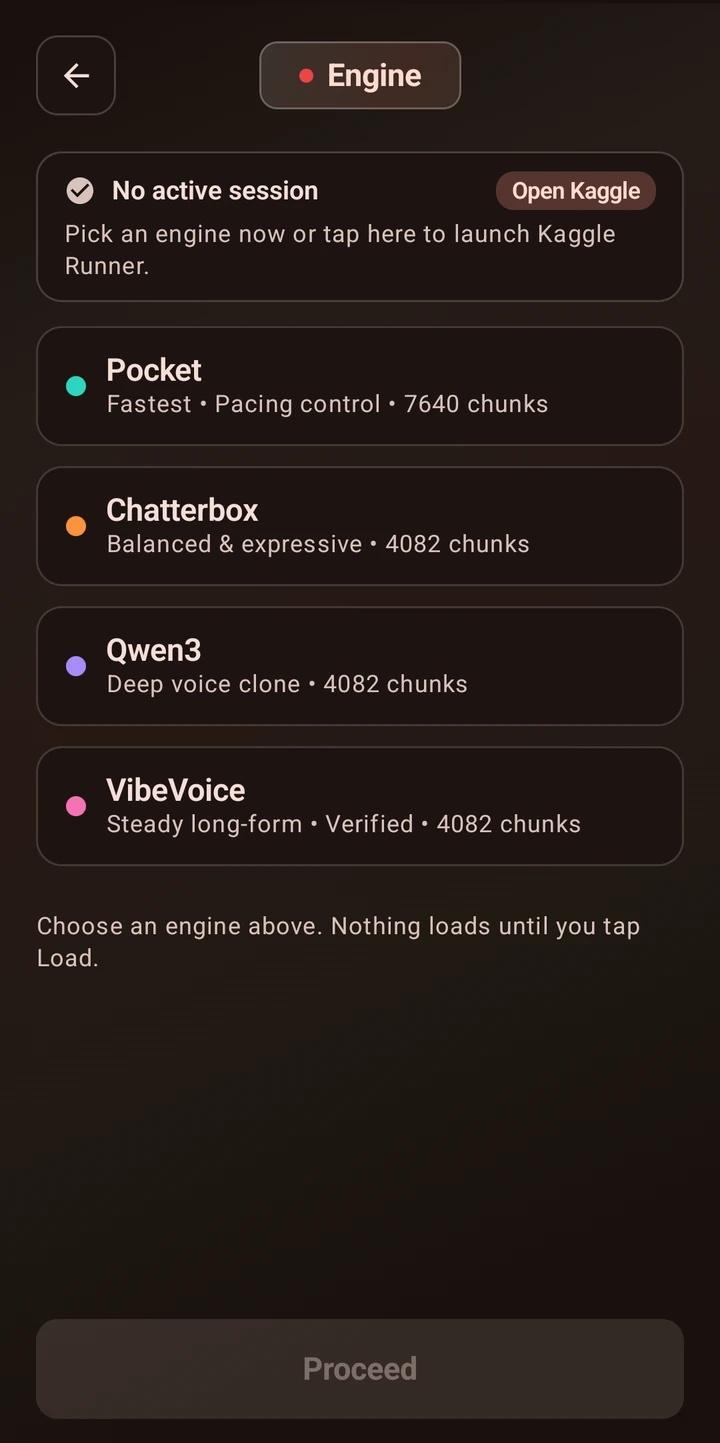 Engine
No active session
Open Kaggle
Pick an engine now or tap here to launch Kaggle
Runner.
Pocket
Fastest • Pacing control • 7640 chunks
Chatterbox
Balanced & expressive • 4082 chunks
Qwen3
Deep voice clone • 4082 chunks
VibeVoice
Steady long-form • Verified • 4082 chunks
Choose an engine above. Nothing loads until you tap
Load.
Proceed